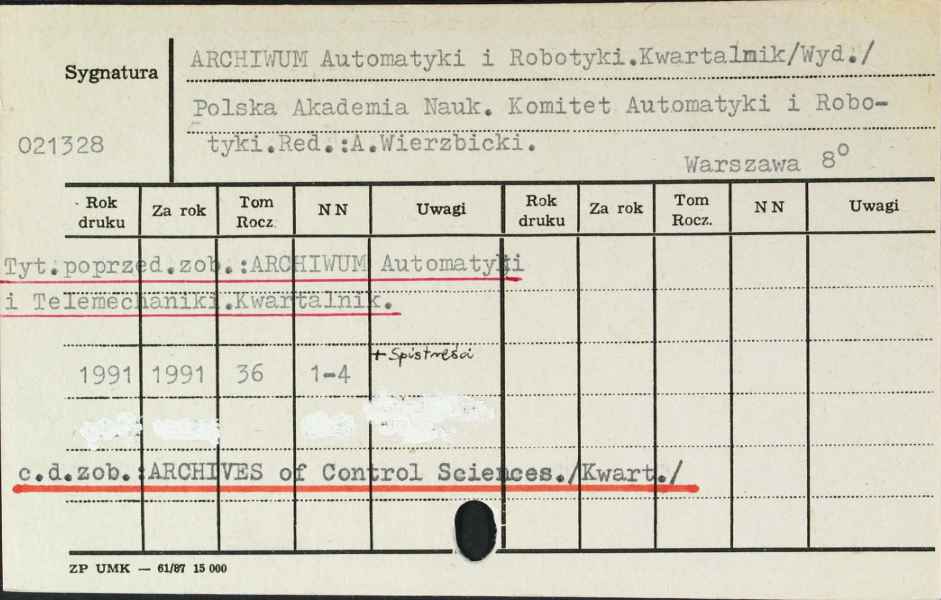 Sygnatura
ARCHIWUM Automatyki i Robotyki.Kwartalnik/Wyd./
Polska Akademia Nauk. Komitet Automatyki i Robo-
021328
tyki.Red.:A.Wierzbicki.
Warszawa 8°
Rok druku Za rok Tom Rocz. N N Uwagi Rok druku Za rok Tom Rocz. N N Uwagi
Tyt.poprzed.zob.:ARCHIWUM Automatyki
i Telemechaniki.Kwartalnik.
+ Spis treści
1991 1991 36 1-4
c.d.zob.:ARCHIVES of Control Sciences./Kwart./
ZP UMK — 61/87 15 000